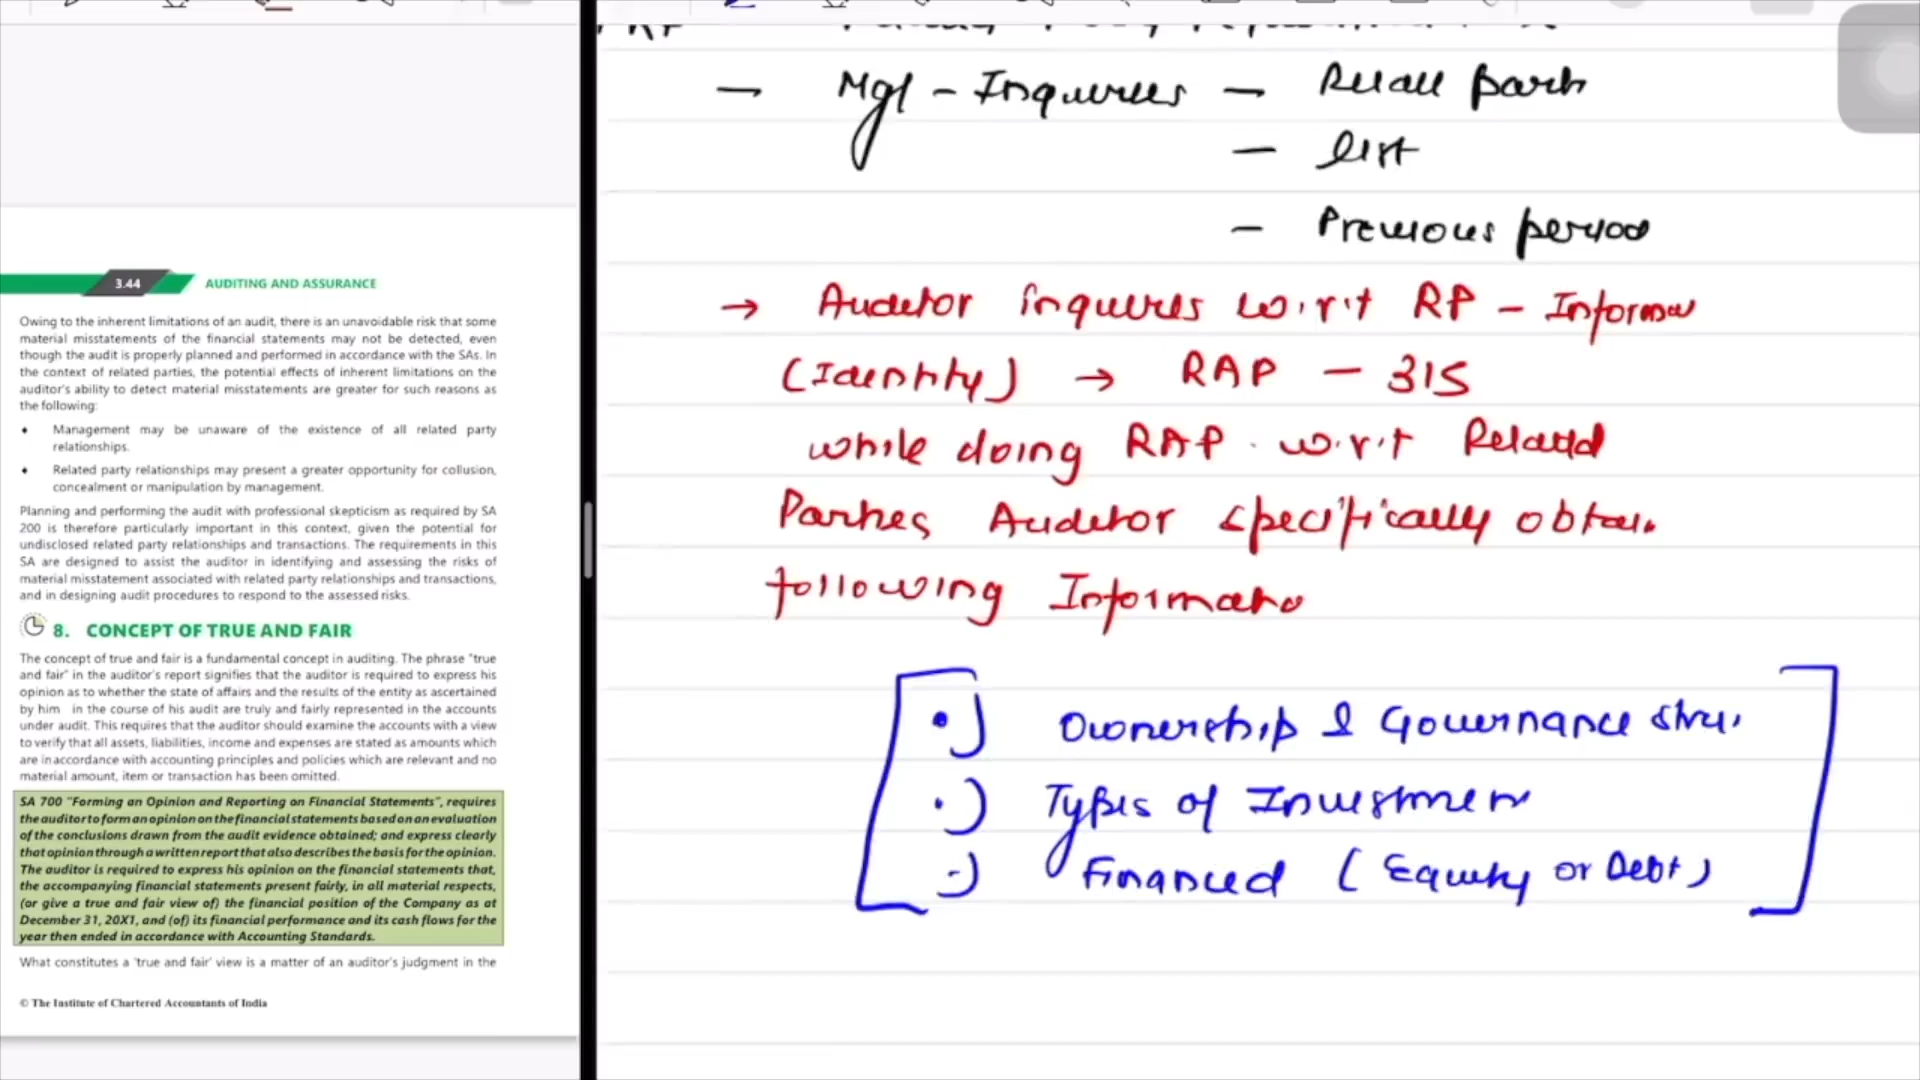 3.44 AUDITING AND ASSURANCE
Owing to the inherent limitations of an audit, there is an unavoidable risk that some
material misstatements of the financial statements may not be detected, even
though the audit is properly planned and performed in accordance with the SAs. In
the context of related parties, the potential effects of inherent limitations on the
auditor's ability to detect material misstatements are greater for such reasons as
the following:
• Management may be unaware of the existence of all related party
relationships.
• Related party relationships may present a greater opportunity for collusion,
concealment or manipulation by management.
Planning and performing the audit with professional skepticism as required by SA
200 is therefore particularly important in this context, given the potential for
undisclosed related party relationships and transactions. The requirements in this
SA are designed to assist the auditor in identifying and assessing the risks of
material misstatement associated with related party relationships and transactions,
and in designing audit procedures to respond to the assessed risks.
8. CONCEPT OF TRUE AND FAIR
The concept of true and fair is a fundamental concept in auditing. The phrase "true
and fair" in the auditor's report signifies that the auditor is required to express his
opinion as to whether the state of affairs and the results of the entity as ascertained
by him in the course of his audit are truly and fairly represented in the accounts
under audit. This requires that the auditor should examine the accounts with a view
to verify that all assets, liabilities, income and expenses are stated as amounts which
are in accordance with accounting principles and policies which are relevant and no
material amount, item or transaction has been omitted.
SA 700 "Forming an Opinion and Reporting on Financial Statements", requires
the auditor to form an opinion on the financial statements based on an evaluation
of the conclusions drawn from the audit evidence obtained; and express clearly
that opinion through a written report that also describes the basis for the opinion.
The auditor is required to express his opinion on the financial statements that,
the accompanying financial statements present fairly, in all material respects,
(or give a true and fair view of) the financial position of the Company as at
December 31, 20X1, and (of) its financial performance and its cash flows for the
year then ended in accordance with Accounting Standards.
What constitutes a 'true and fair' view is a matter of an auditor's judgment in the
© The Institute of Chartered Accountants of India
— Mgt - Inquiries —
— list
— Previous period
→ Auditor inquires w.r.t RP -
(Identity) → RAP - 315
while doing RAP w.r.t Related
Parties Auditor specifically obtain
following
•) Ownership & Governance Stru.
•) Types of Investment
•) Financed (Equity or Debt)